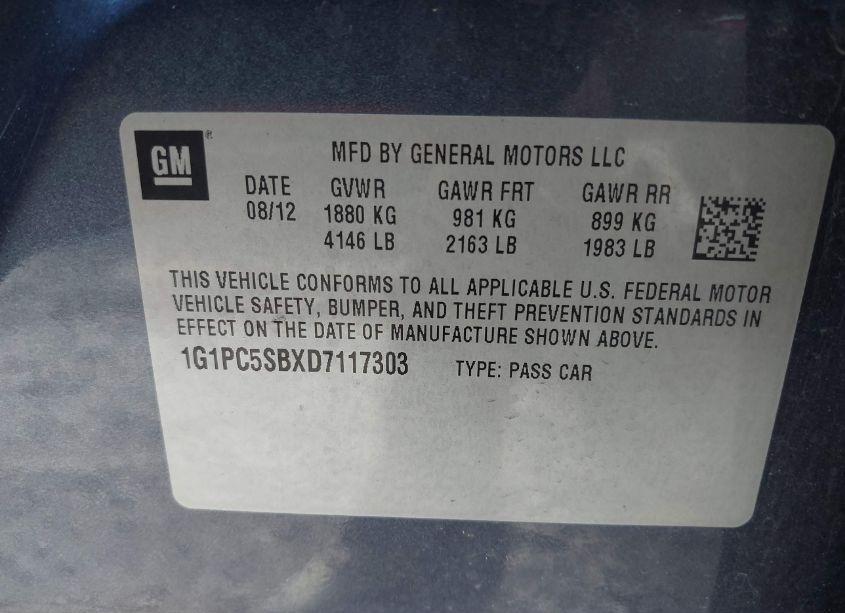 GM ®
MFD BY GENERAL MOTORS LLC
DATE GVWR GAWR FRT GAWR RR
08/12 1880 KG 981 KG 899 KG
4146 LB 2163 LB 1983 LB
THIS VEHICLE CONFORMS TO ALL APPLICABLE U.S. FEDERAL MOTOR
VEHICLE SAFETY, BUMPER, AND THEFT PREVENTION STANDARDS IN
EFFECT ON THE DATE OF MANUFACTURE SHOWN ABOVE.
1G1PC5SBXD7117303 TYPE: PASS CAR